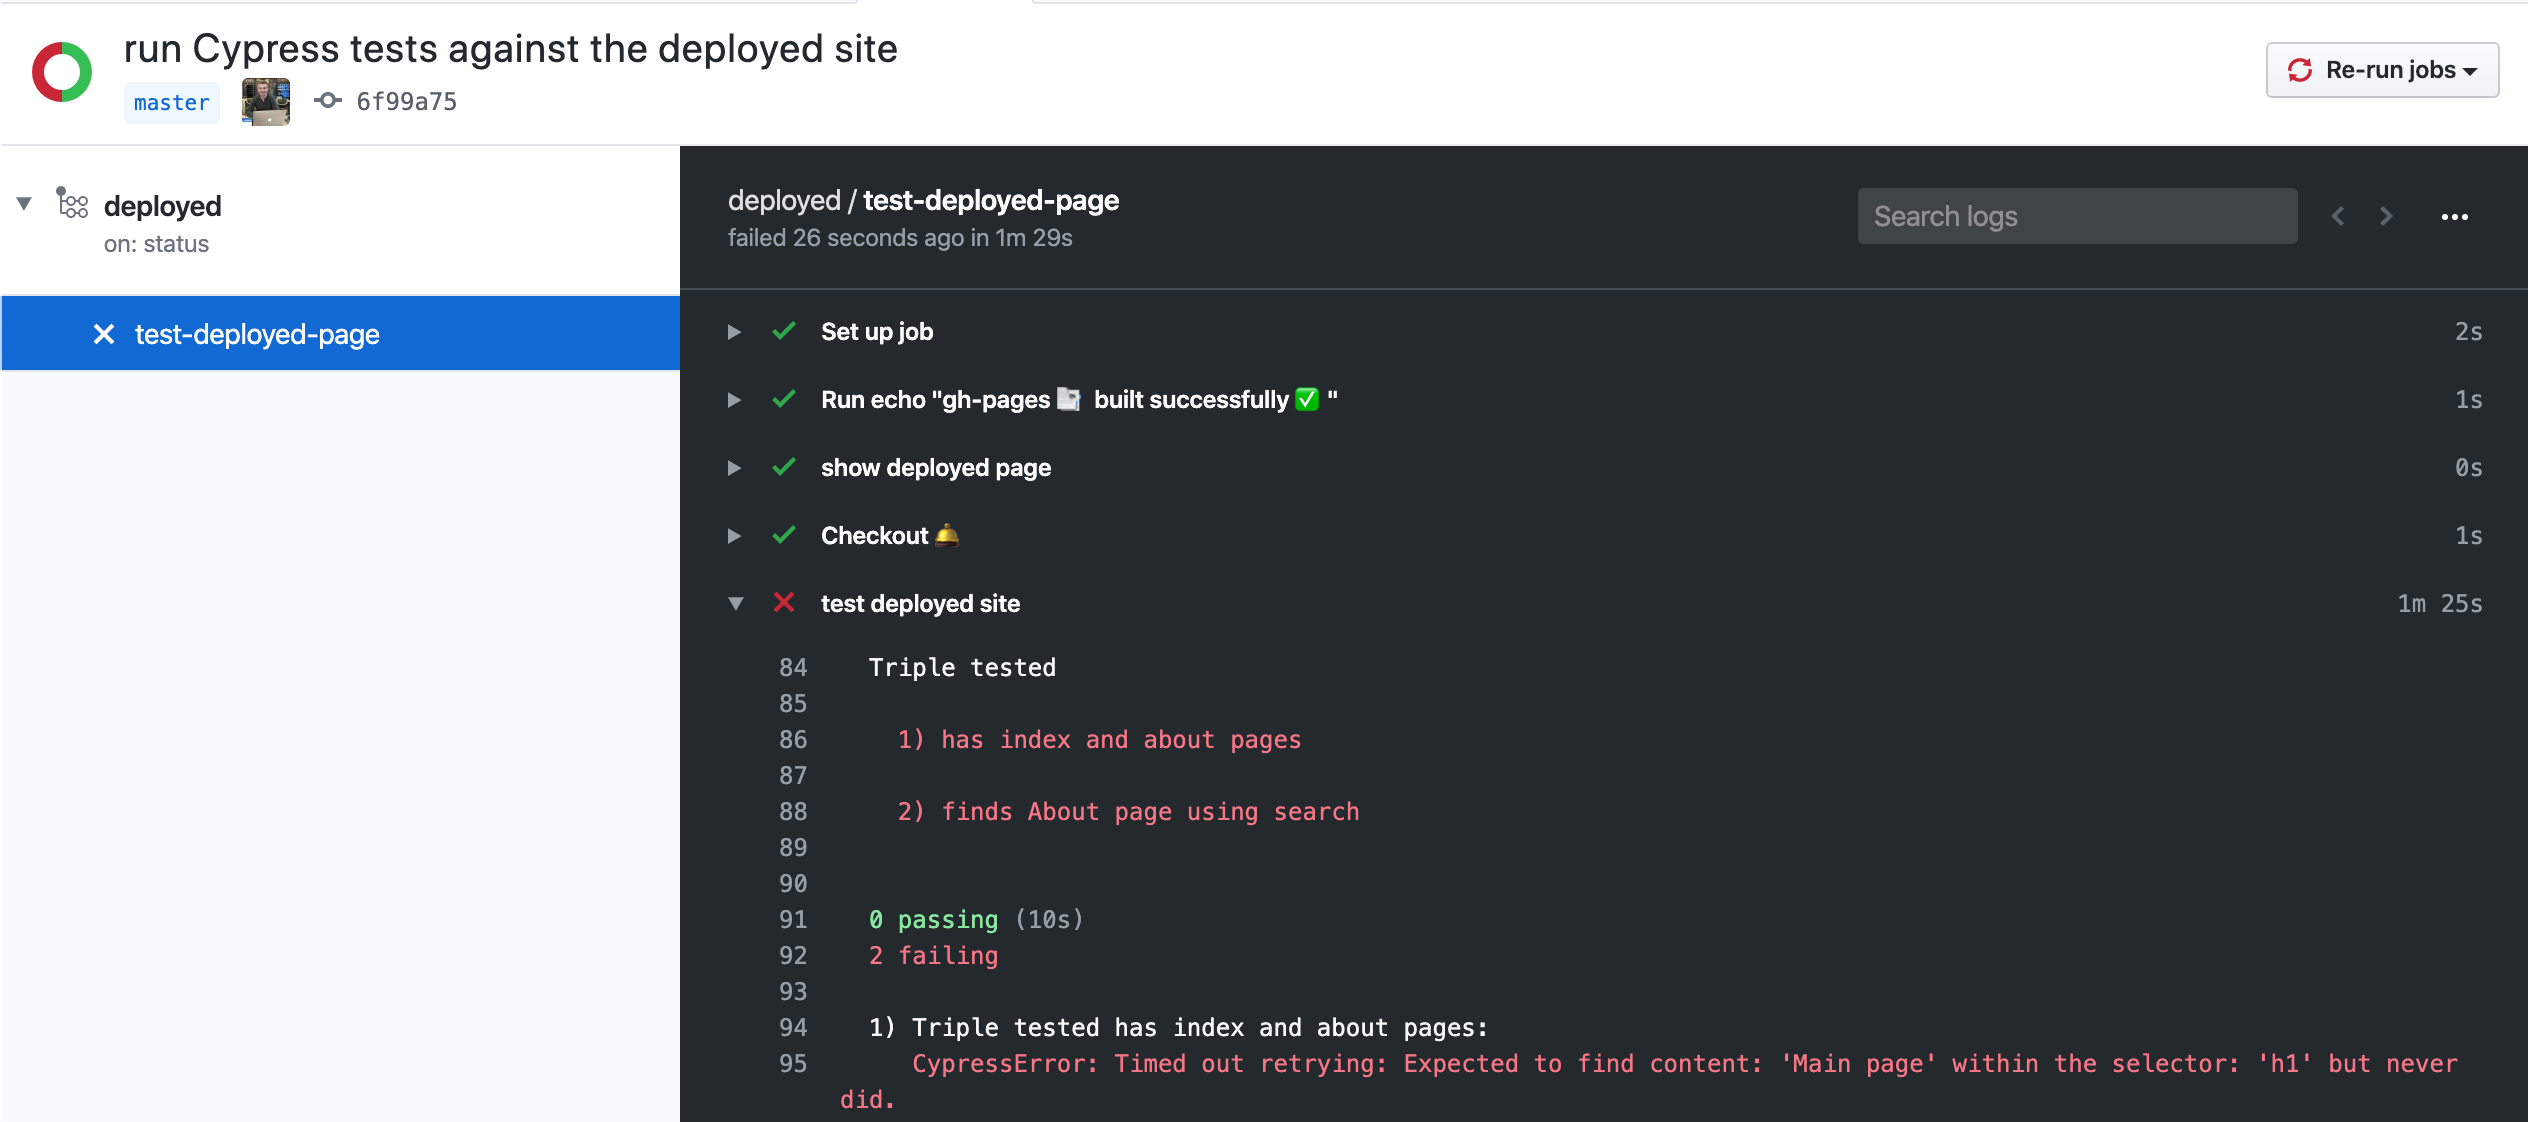 run Cypress tests against the deployed site
master 6f99a75
Re-run jobs
deployed
on: status
test-deployed-page
deployed / test-deployed-page
failed 26 seconds ago in 1m 29s
Search logs
Set up job 2s
Run echo "gh-pages 📑 built successfully ✅ " 1s
show deployed page 0s
Checkout 🛎 1s
test deployed site 1m 25s
84 Triple tested
85
86 1) has index and about pages
87
88 2) finds About page using search
89
90
91 0 passing (10s)
92 2 failing
93
94 1) Triple tested has index and about pages:
95 CypressError: Timed out retrying: Expected to find content: 'Main page' within the selector: 'h1' but never
did.